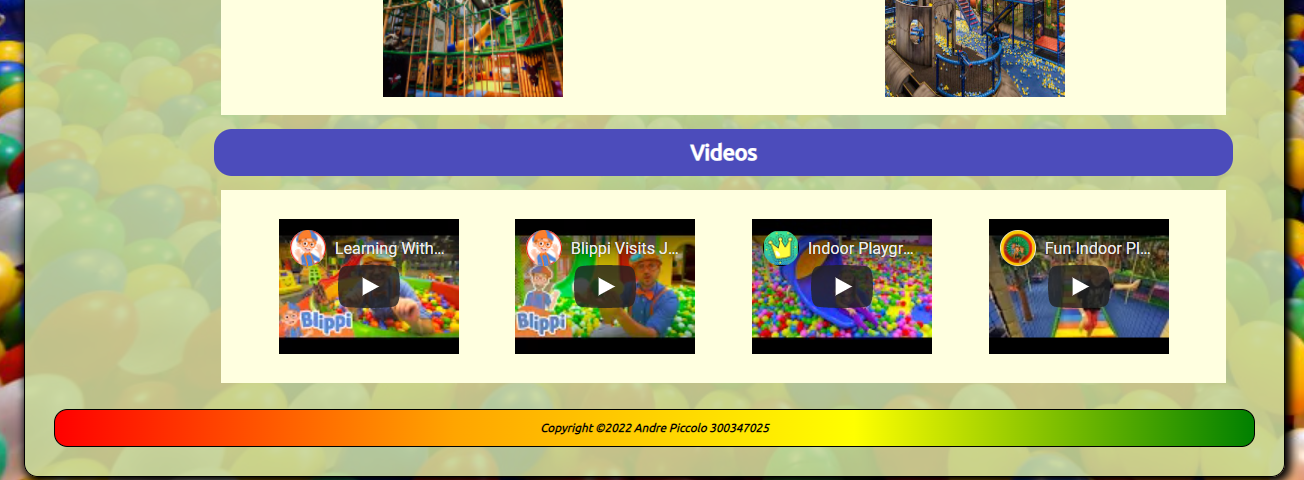 Videos
Learning With...
Blippi Visits J...
Indoor Playgr...
Fun Indoor Pl...
Blippi
Blippi
Copyright ©2022 Andre Piccolo 300347025